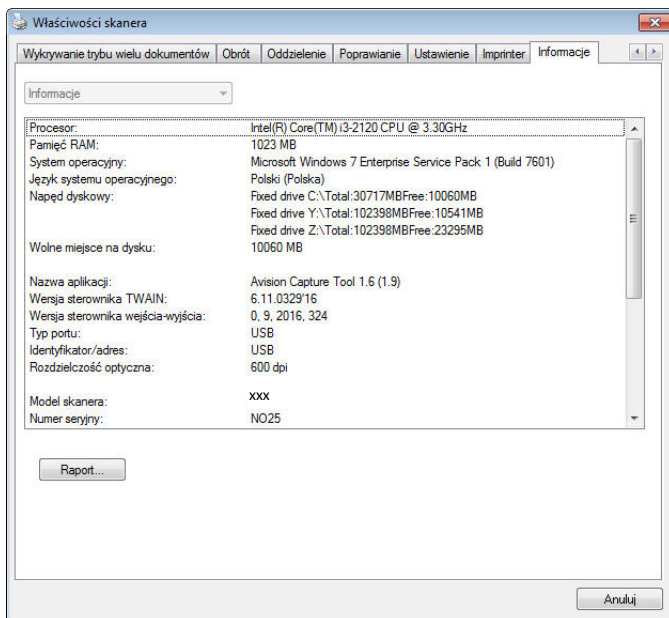 Właściwości skanera
Wykrywanie trybu wielu dokumentów Obrót Oddzielenie Poprawianie Ustawienie Imprinter Informacje
Informacje
Procesor: Intel(R) Core(TM) i3-2120 CPU @ 3.30GHz
Pamięć RAM: 1023 MB
System operacyjny: Microsoft Windows 7 Enterprise Service Pack 1 (Build 7601)
Język systemu operacyjnego: Polski (Polska)
Napęd dyskowy: Fixed drive C:\Total:30717MBFree:10060MB
Fixed drive Y:\Total:102398MBFree:10541MB
Fixed drive Z:\Total:102398MBFree:23295MB
Wolne miejsce na dysku: 10060 MB
Nazwa aplikacji: Avision Capture Tool 1.6 (1.9)
Wersja sterownika TWAIN: 6.11.0329'16
Wersja sterownika wejścia-wyjścia: 0, 9, 2016, 324
Typ portu: USB
Identyfikator/adres: USB
Rozdzielczość optyczna: 600 dpi
Model skanera: xxx
Numer seryjny: NO25
Raport...
Anuluj